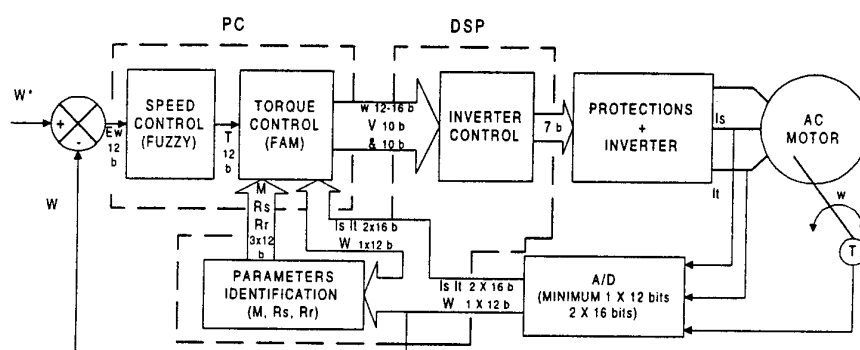 PC
DSP
W*
+
-
Ew
12
b
SPEED
CONTROL
(FUZZY)
T
12
b
TORQUE
CONTROL
(FAM)
w 12-16 b
V 10 b
& 10 b
INVERTER
CONTROL
7 b
PROTECTIONS
+
INVERTER
Is
It
AC
MOTOR
w
T
W
M
Rs
Rr
3x12
b
Is It 2x16 b
W 1x12 b
PARAMETERS
IDENTIFICATION
(M, Rs, Rr)
Is It 2 X 16 b
W 1 X 12 b
A/D
(MINIMUM 1 X 12 bits
2 X 16 bits)